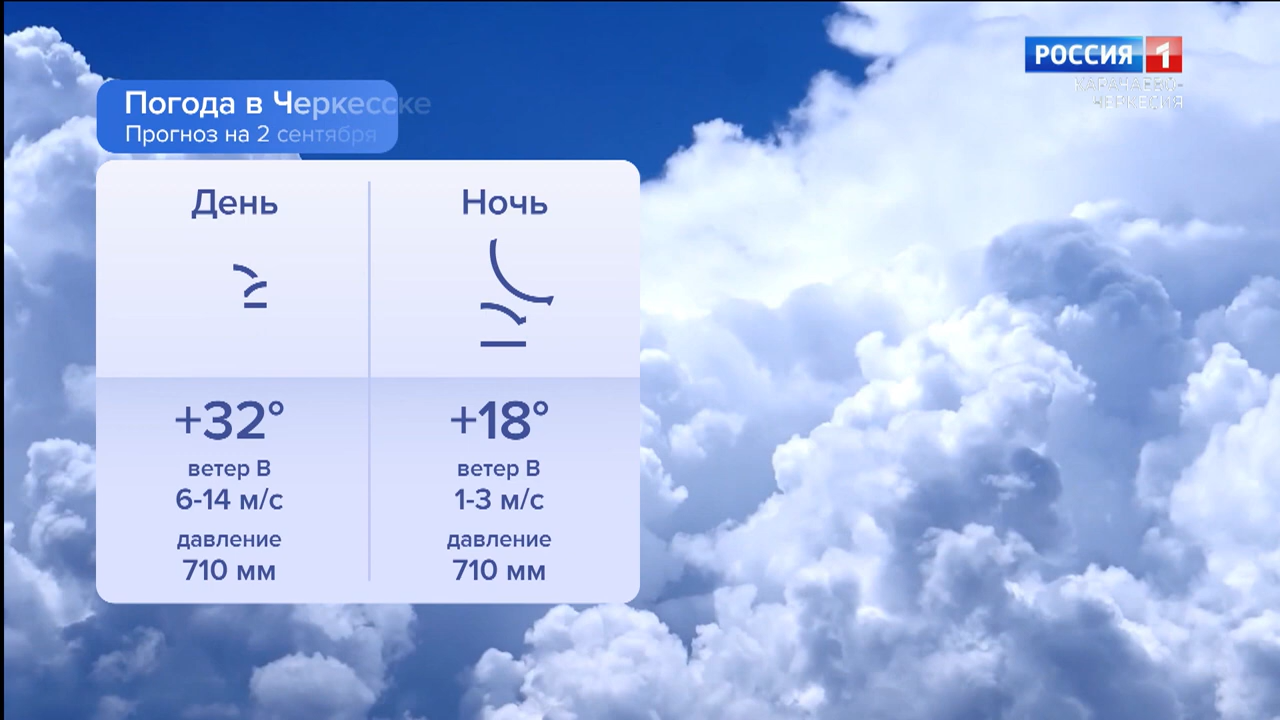 РОССИЯ 1
КАРАЧАЕВО-
ЧЕРКЕСИЯ
Погода в Черкесске
Прогноз на 2 сентября
День
Ночь
+32°
+18°
ветер В
ветер В
6-14 м/с
1-3 м/с
давление
давление
710 мм
710 мм